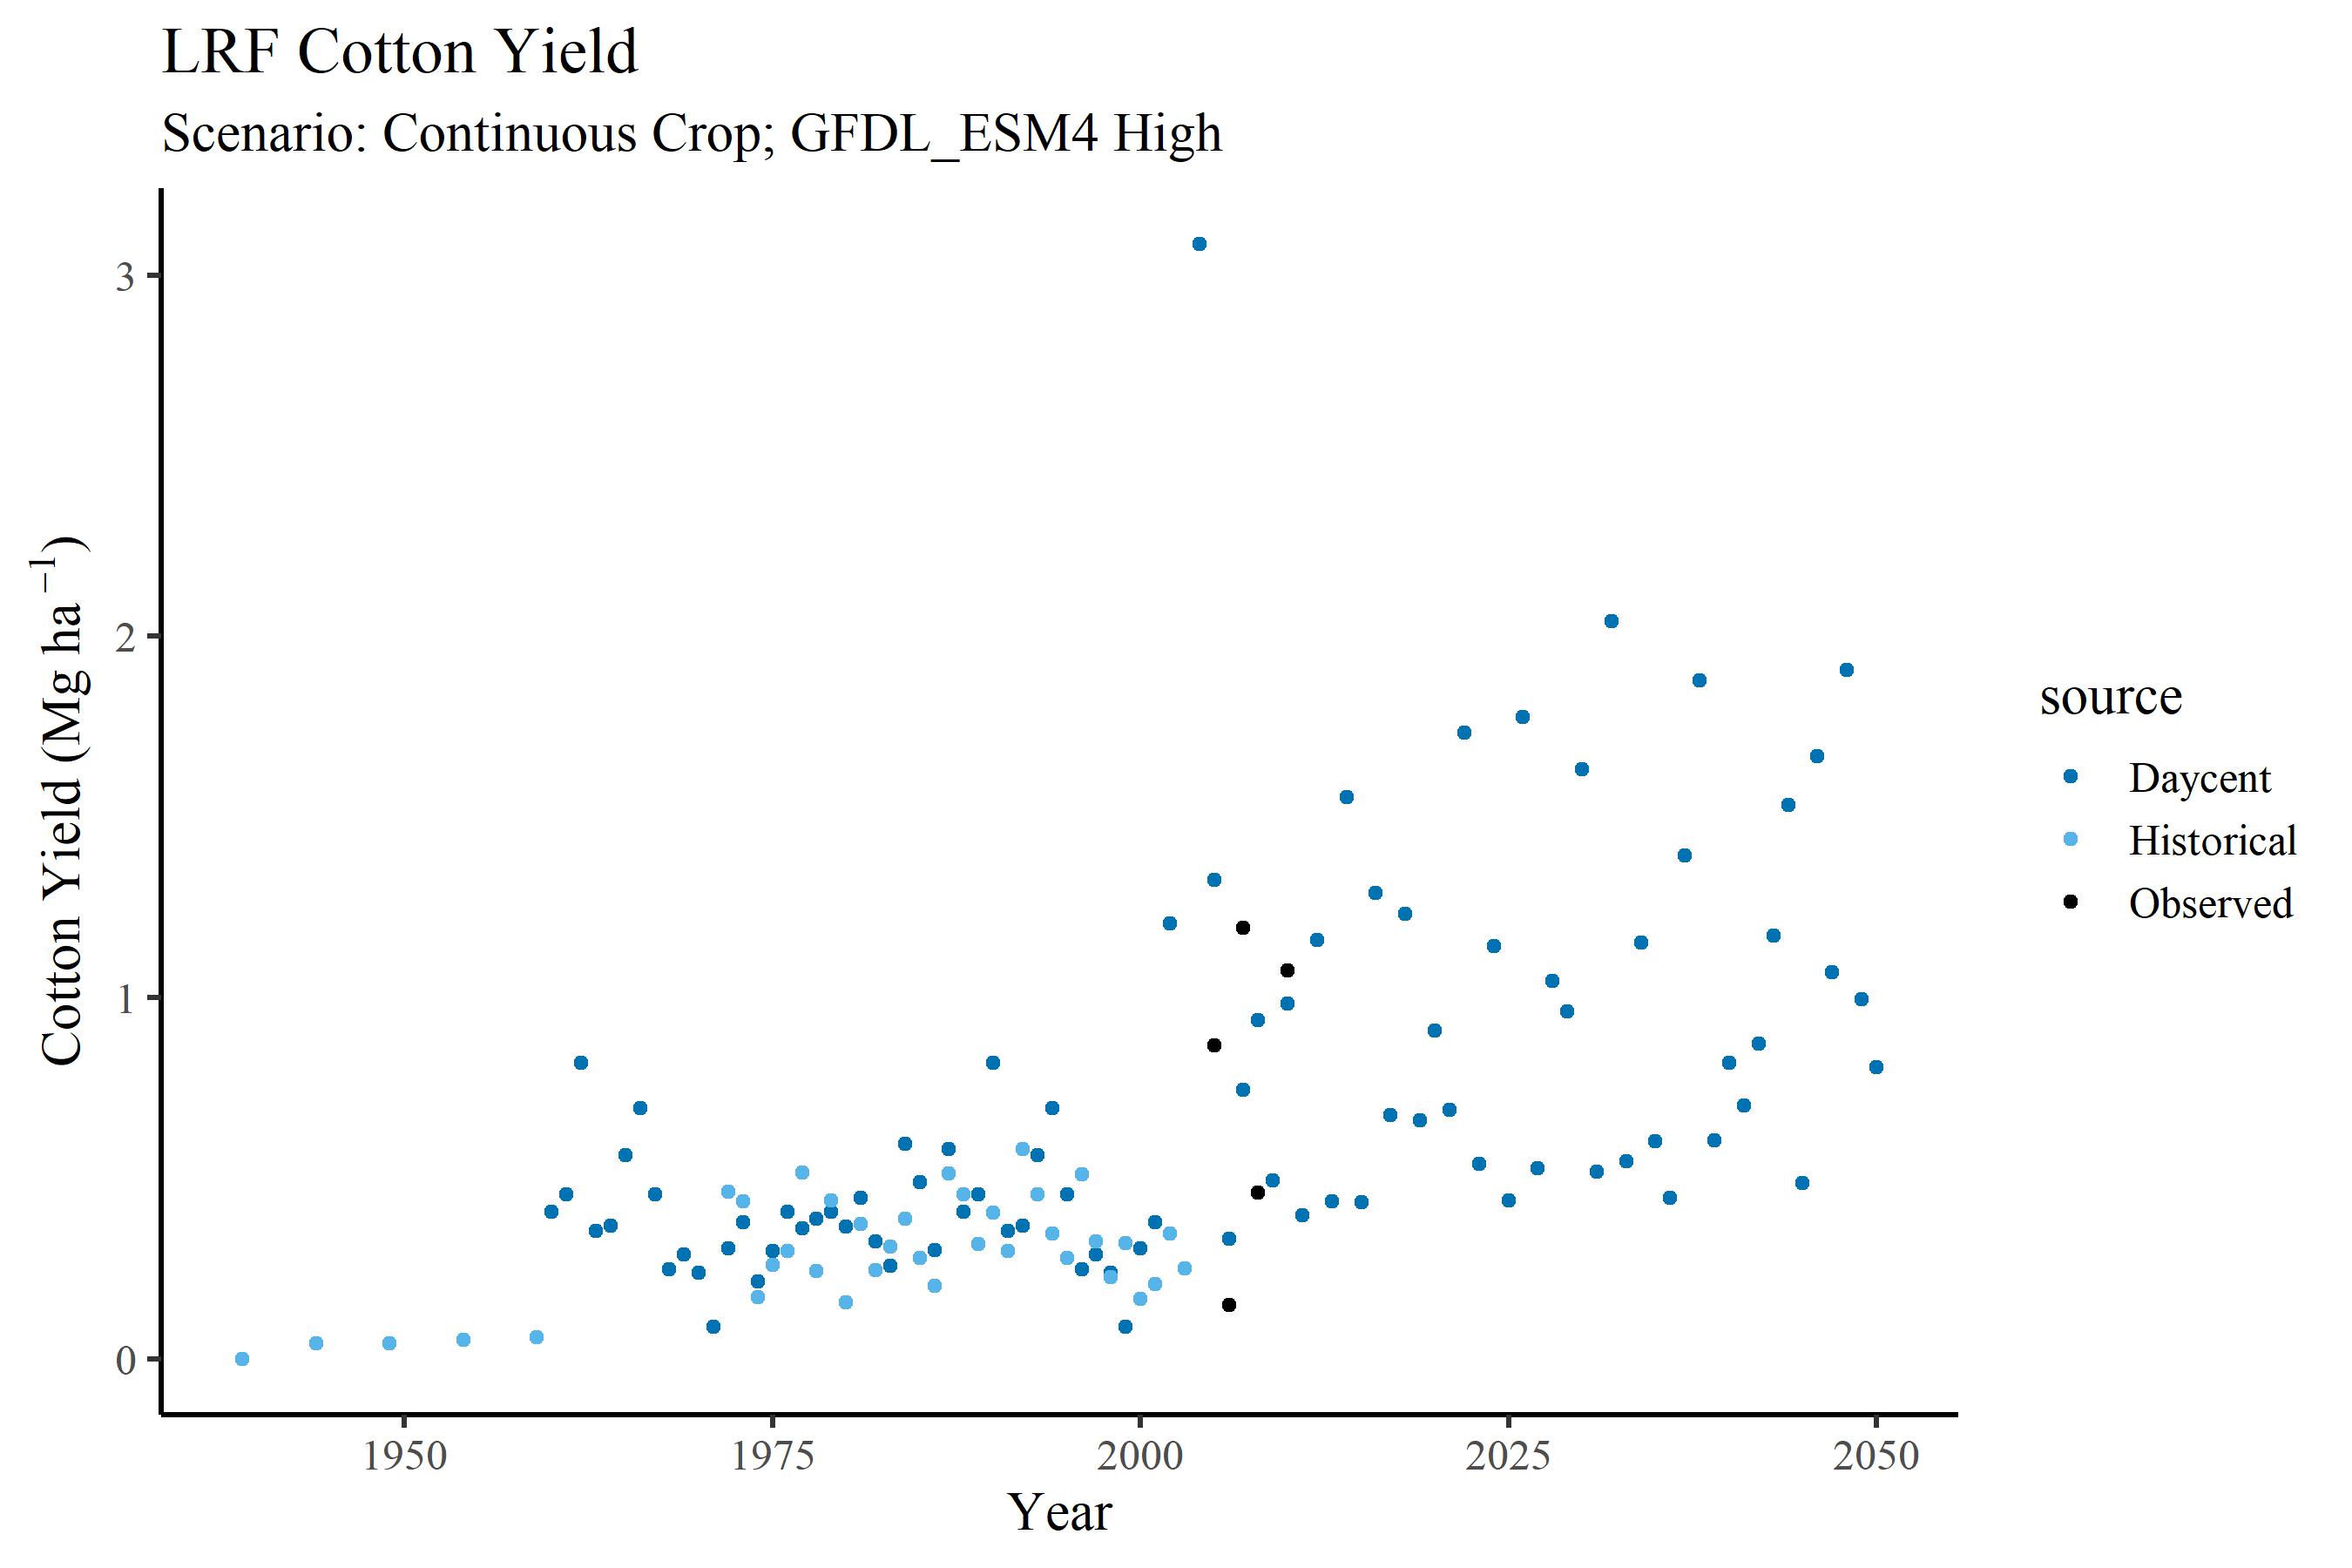 LRF Cotton Yield
Scenario: Continuous Crop; GFDL_ESM4 High
Cotton Yield (Mg ha⁻¹)
3
2
1
0
1950
1975
2000
2025
2050
Year
source
Daycent
Historical
Observed